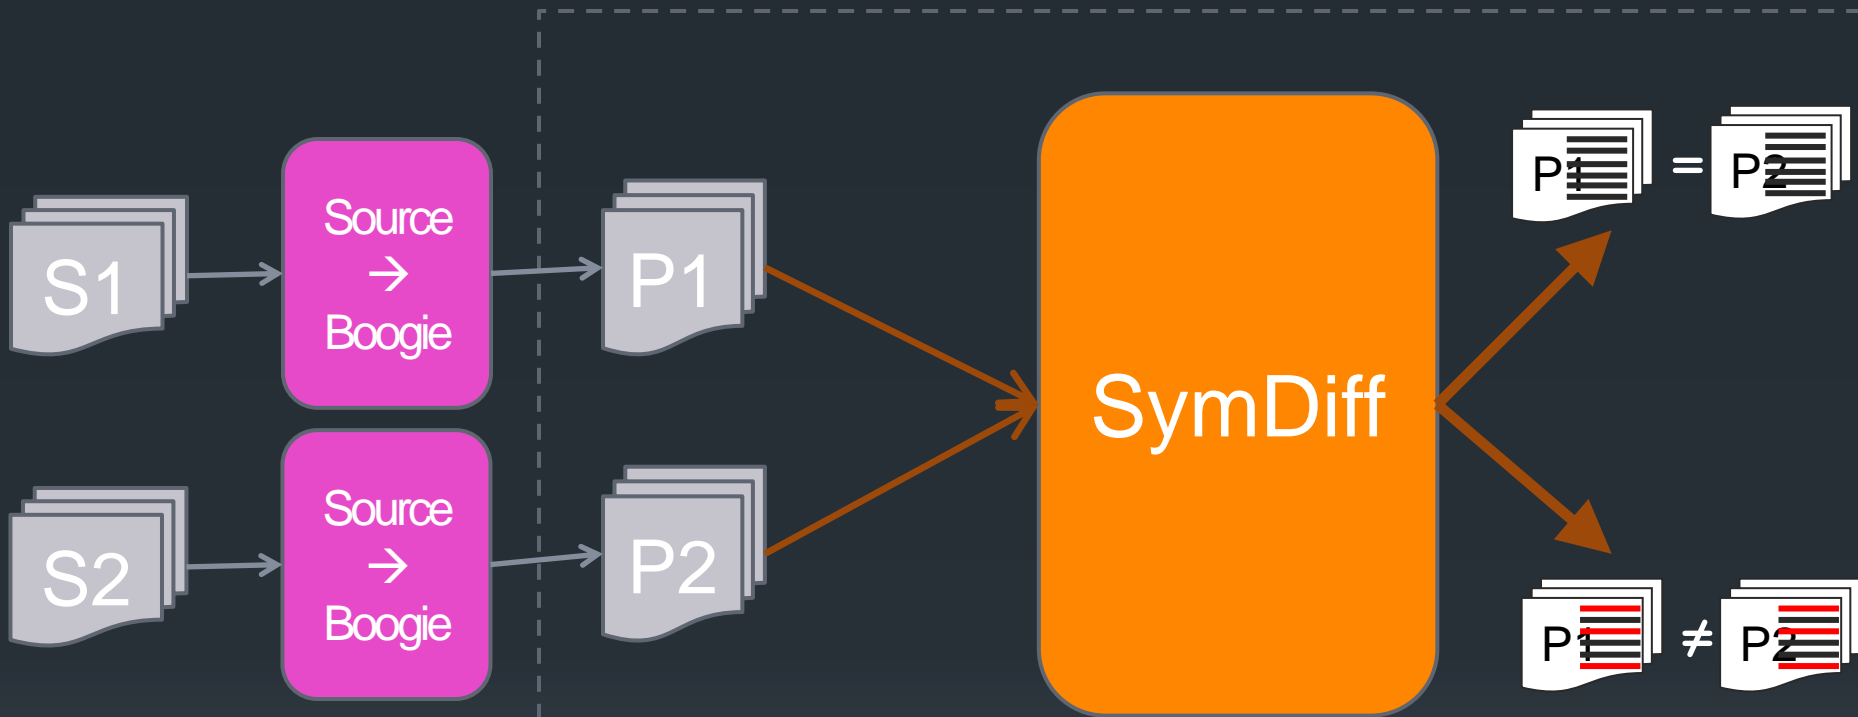 S1
Source
→
Boogie
P1
S2
Source
→
Boogie
P2
SymDiff
P1 = P2
P1 ≠ P2